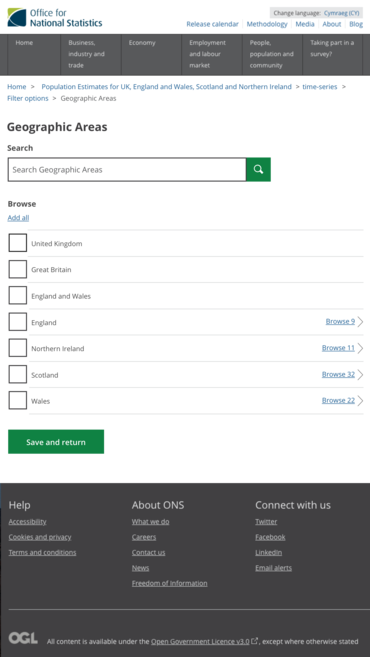 Office for
National Statistics
Change language: Cymraeg (CY)
Release calendar Methodology Media About Blog
Home
Business, industry and trade
Economy
Employment and labour market
People, population and community
Taking part in a survey?
Home > Population Estimates for UK, England and Wales, Scotland and Northern Ireland > time-series >
Filter options > Geographic Areas
Geographic Areas
Search
Search Geographic Areas
Browse
Add all
United Kingdom
Great Britain
England and Wales
England Browse 9
Northern Ireland Browse 11
Scotland Browse 32
Wales Browse 22
Save and return
Help About ONS Connect with us
Accessibility What we do Twitter
Cookies and privacy Careers Facebook
Terms and conditions Contact us LinkedIn
News Email alerts
Freedom of Information
OGL All content is available under the Open Government Licence v3.0, except where otherwise stated